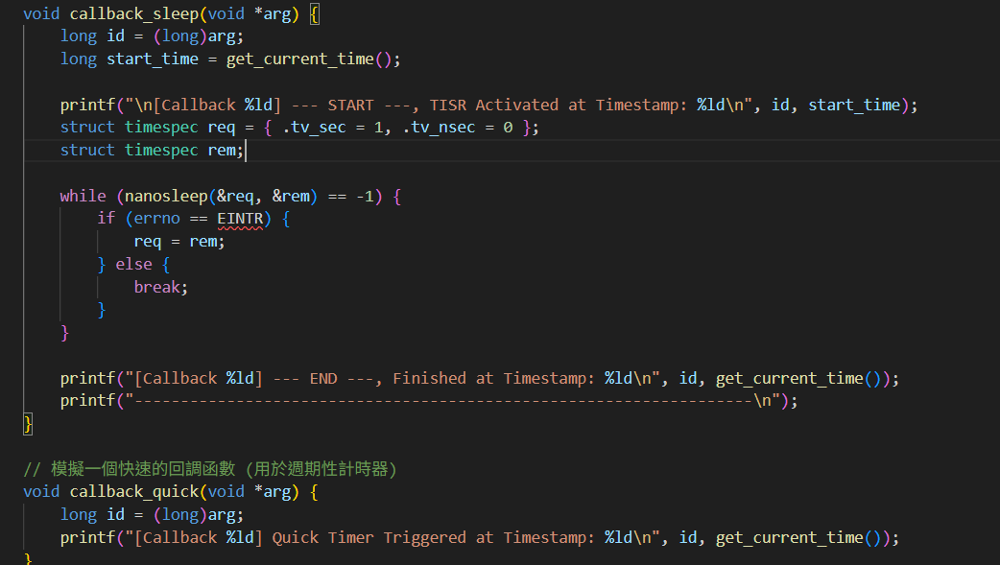 void callback_sleep(void *arg) {
long id = (long)arg;
long start_time = get_current_time();
printf("\n[Callback %ld] --- START ---, TISR Activated at Timestamp: %ld\n", id, start_time);
struct timespec req = { .tv_sec = 1, .tv_nsec = 0 };
struct timespec rem;
while (nanosleep(&req, &rem) == -1) {
if (errno == EINTR) {
req = rem;
} else {
break;
}
}
printf("[Callback %ld] --- END ---, Finished at Timestamp: %ld\n", id, get_current_time());
printf("-------------------------------------------------------------------\n");
}
// 模擬一個快速的回調函數 (用於週期性計時器)
void callback_quick(void *arg) {
long id = (long)arg;
printf("[Callback %ld] Quick Timer Triggered at Timestamp: %ld\n", id, get_current_time());
}